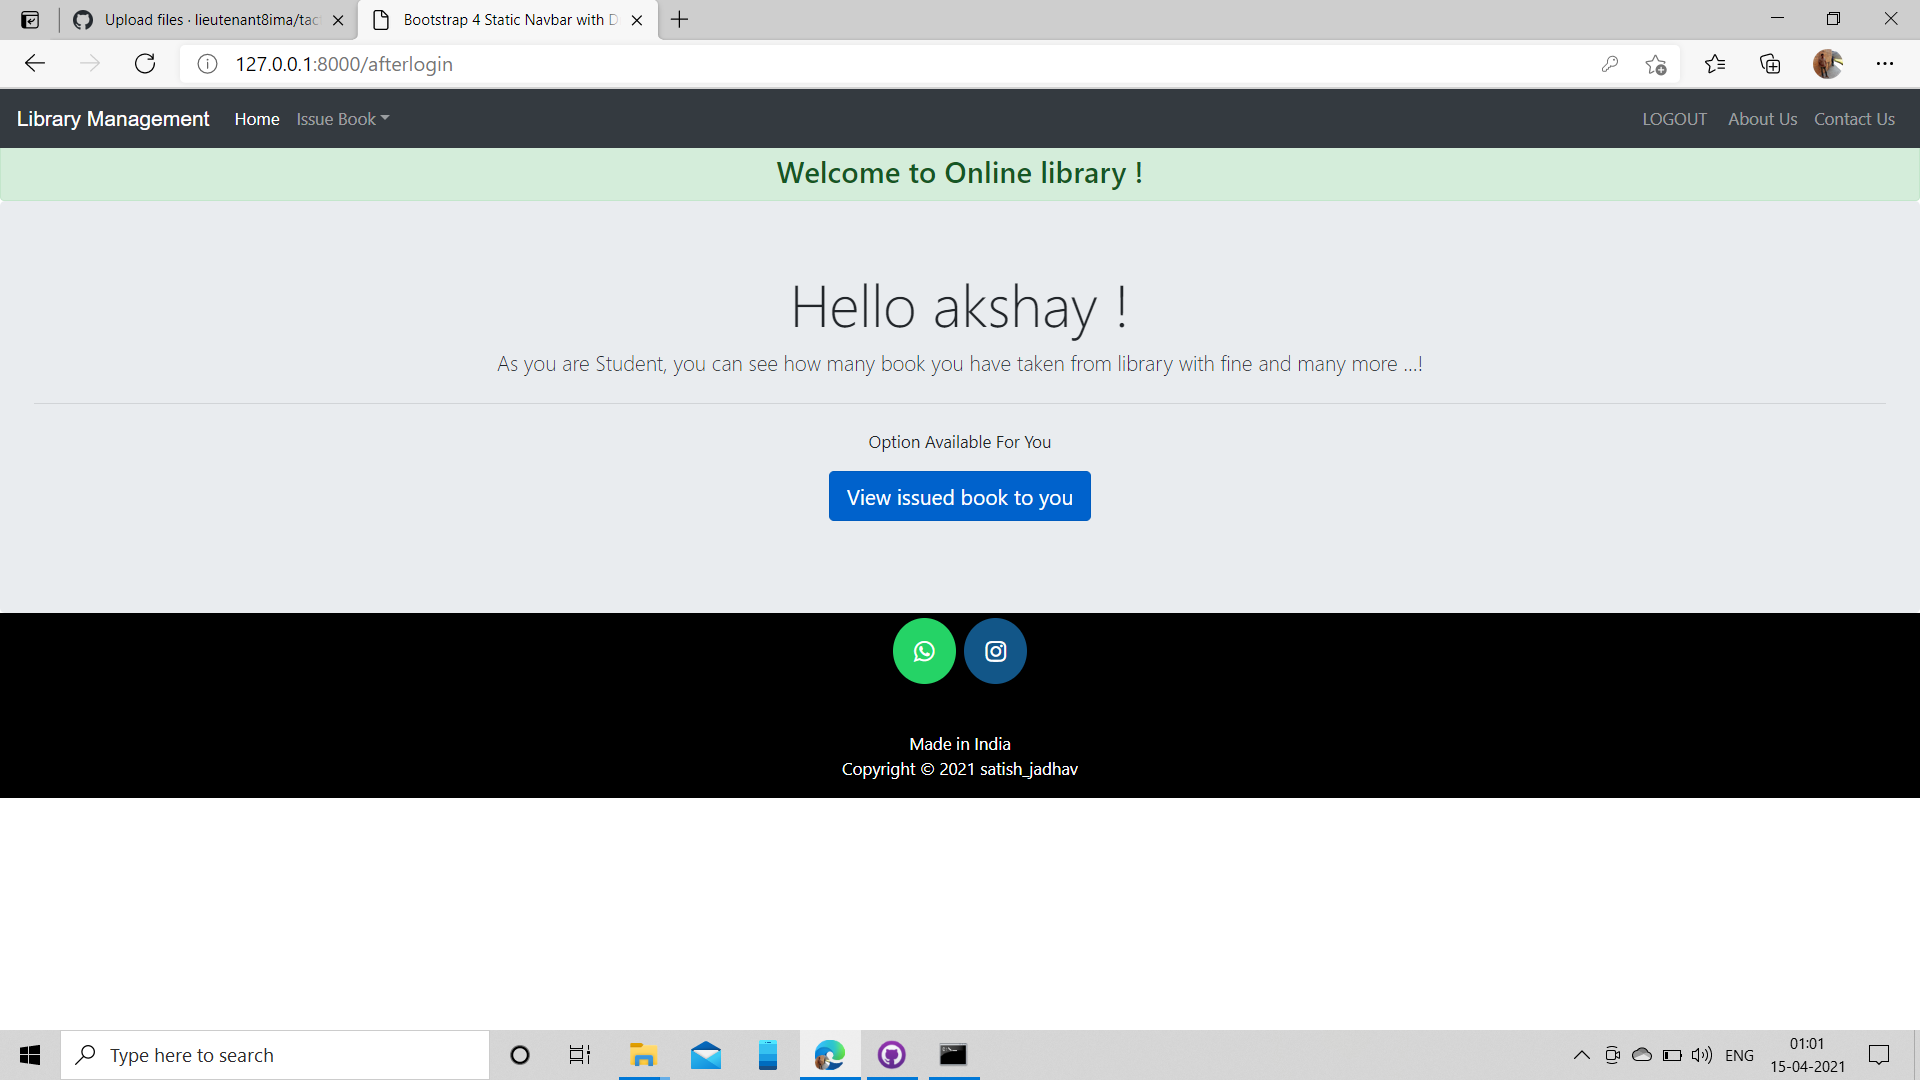 Upload files · lieutenant8ima/tac
Bootstrap 4 Static Navbar with D
127.0.0.1:8000/afterlogin
Library Management Home Issue Book LOGOUT About Us Contact Us
Welcome to Online library !
Hello akshay !
As you are Student, you can see how many book you have taken from library with fine and many more ...!
Option Available For You
View issued book to you
Made in India
Copyright © 2021 satish_jadhav
Type here to search
ENG
01:01
15-04-2021